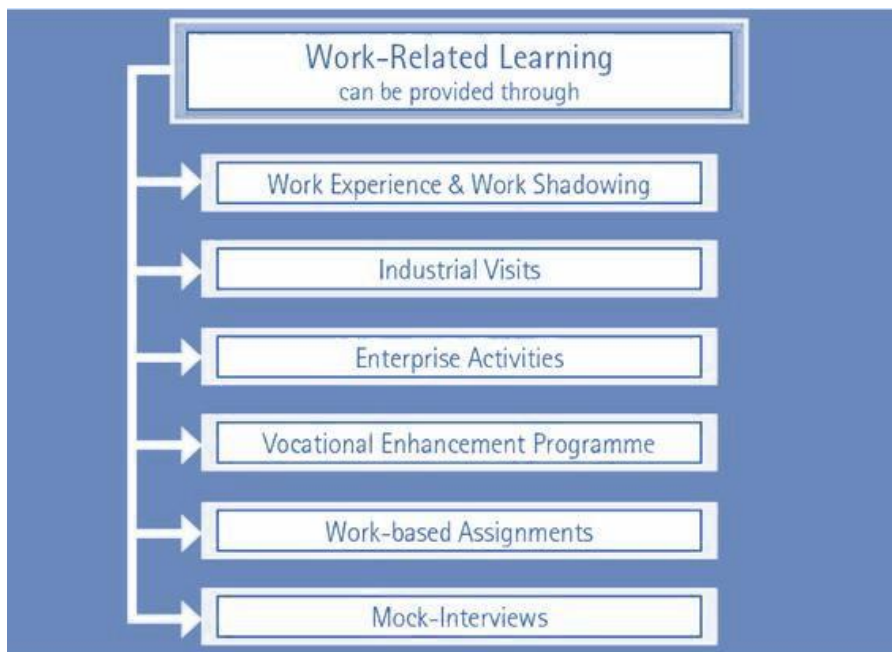 Work-Related Learning
can be provided through
Work Experience & Work Shadowing
Industrial Visits
Enterprise Activities
Vocational Enhancement Programme
Work-based Assignments
Mock-Interviews